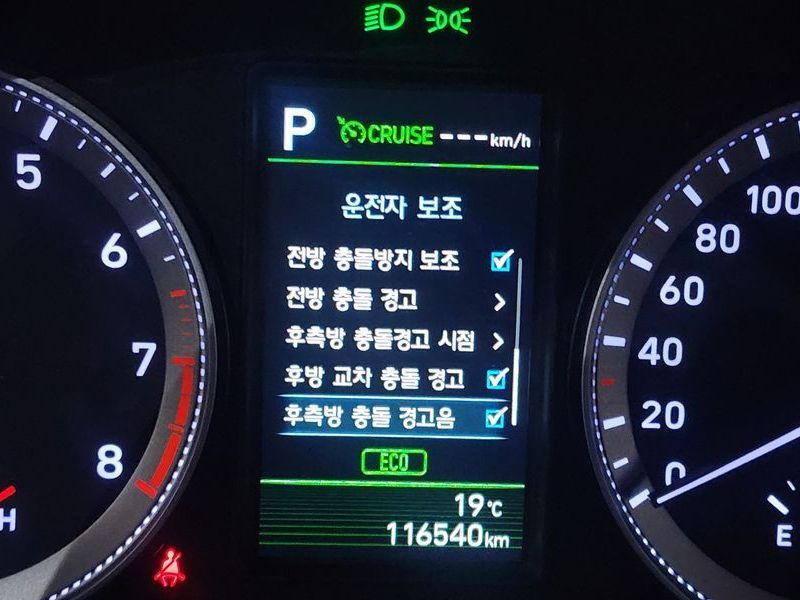 P CRUISE ---km/h
운전자 보조
전방 충돌방지 보조
전방 충돌 경고
후측방 충돌경고 시점
후방 교차 충돌 경고
후측방 충돌 경고음
ECO
19℃
116540km
5
6
7
8
H
100
80
60
40
20
0
E